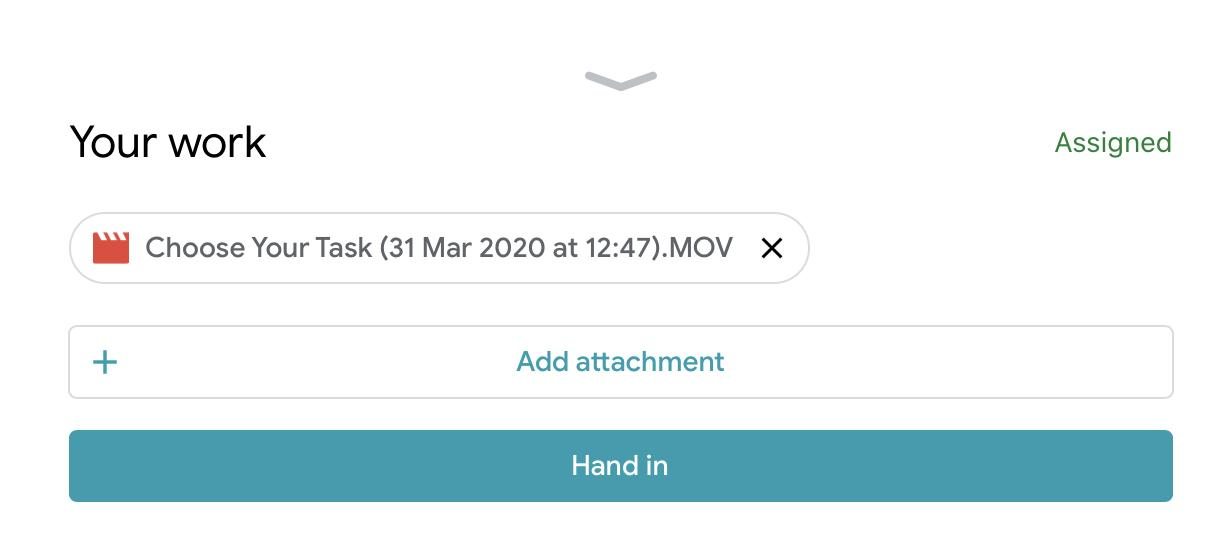 Your work
Assigned
Choose Your Task (31 Mar 2020 at 12:47).MOV
Add attachment
Hand in